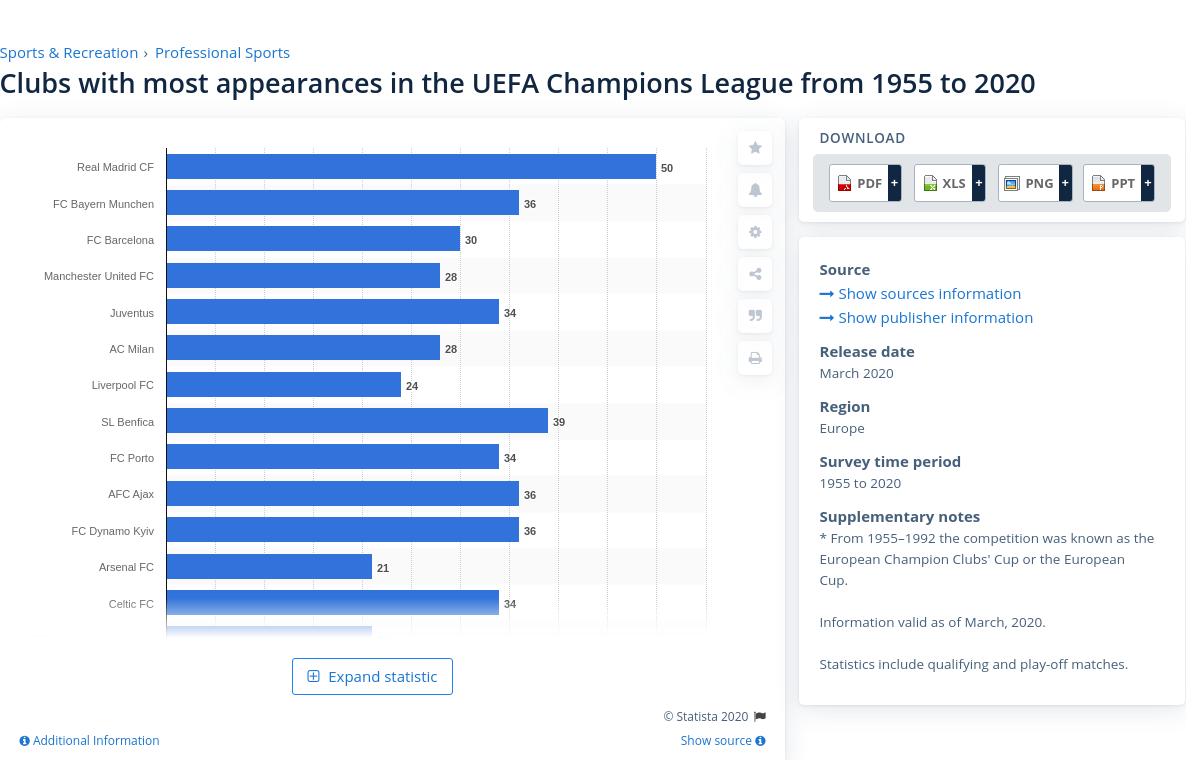 Sports & Recreation › Professional Sports
Clubs with most appearances in the UEFA Champions League from 1955 to 2020
Real Madrid CF 50
FC Bayern Munchen 36
FC Barcelona 30
Manchester United FC 28
Juventus 34
AC Milan 28
Liverpool FC 24
SL Benfica 39
FC Porto 34
AFC Ajax 36
FC Dynamo Kyiv 36
Arsenal FC 21
Celtic FC 34
Expand statistic
© Statista 2020
Additional Information
Show source
DOWNLOAD
PDF + XLS + PNG + PPT +
Source
Show sources information
Show publisher information
Release date
March 2020
Region
Europe
Survey time period
1955 to 2020
Supplementary notes
* From 1955–1992 the competition was known as the
European Champion Clubs' Cup or the European
Cup.
Information valid as of March, 2020.
Statistics include qualifying and play-off matches.